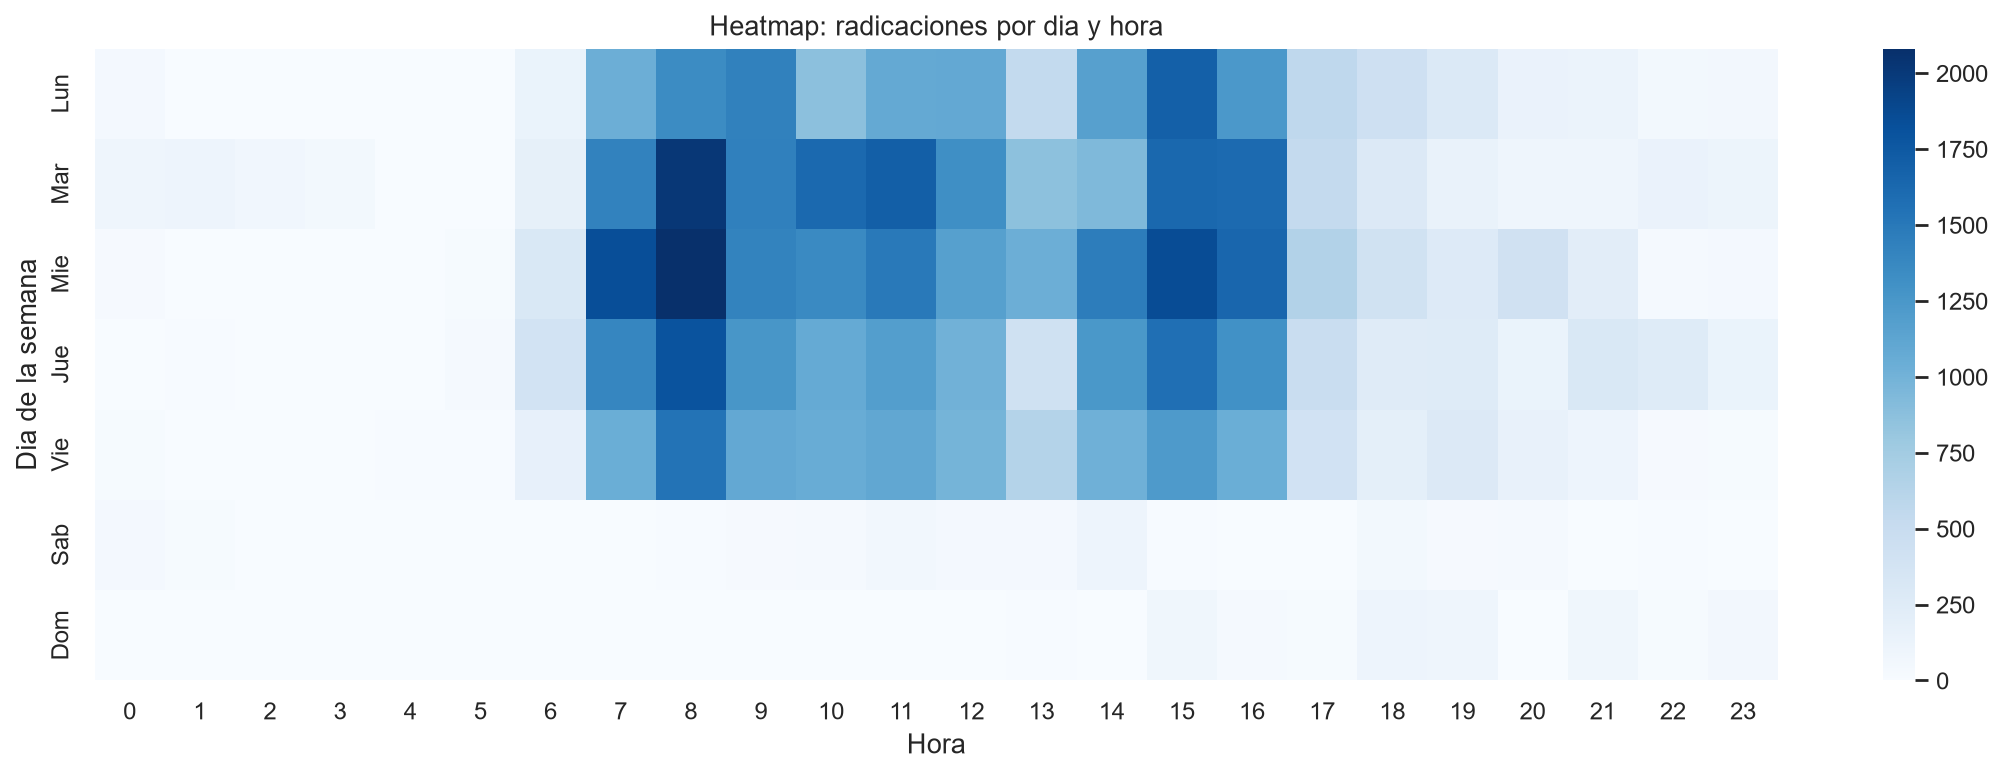 Heatmap: radicaciones por dia y hora
Dia de la semana
Lun
Mar
Mie
Jue
Vie
Sab
Dom
0 1 2 3 4 5 6 7 8 9 10 11 12 13 14 15 16 17 18 19 20 21 22 23
Hora
2000
1750
1500
1250
1000
750
500
250
0